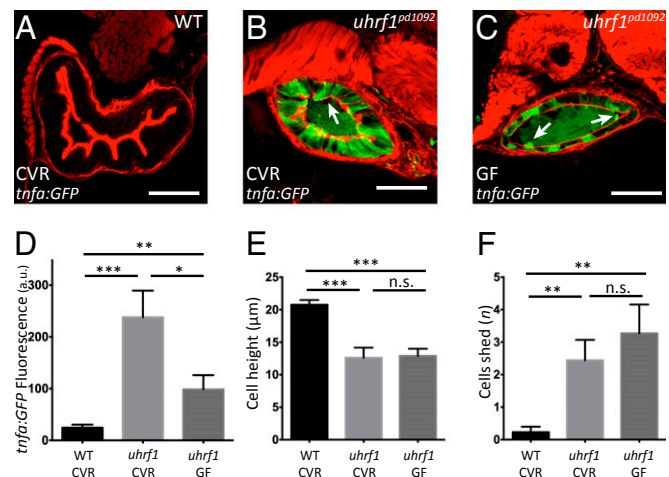 A
WT
CVR
tnfa:GFP
B
uhrf1pd1092
CVR
tnfa:GFP
C
uhrf1pd1092
GF
tnfa:GFP
D
tnfa:GFP Fluorescence (a.u.)
300
200
100
0
**
***
*
WT
CVR
uhrf1
CVR
uhrf1
GF
E
Cell height (µm)
25
20
15
10
5
0
***
***
n.s.
WT
CVR
uhrf1
CVR
uhrf1
GF
F
Cells shed (n)
5
4
3
2
1
0
**
**
n.s.
WT
CVR
uhrf1
CVR
uhrf1
GF